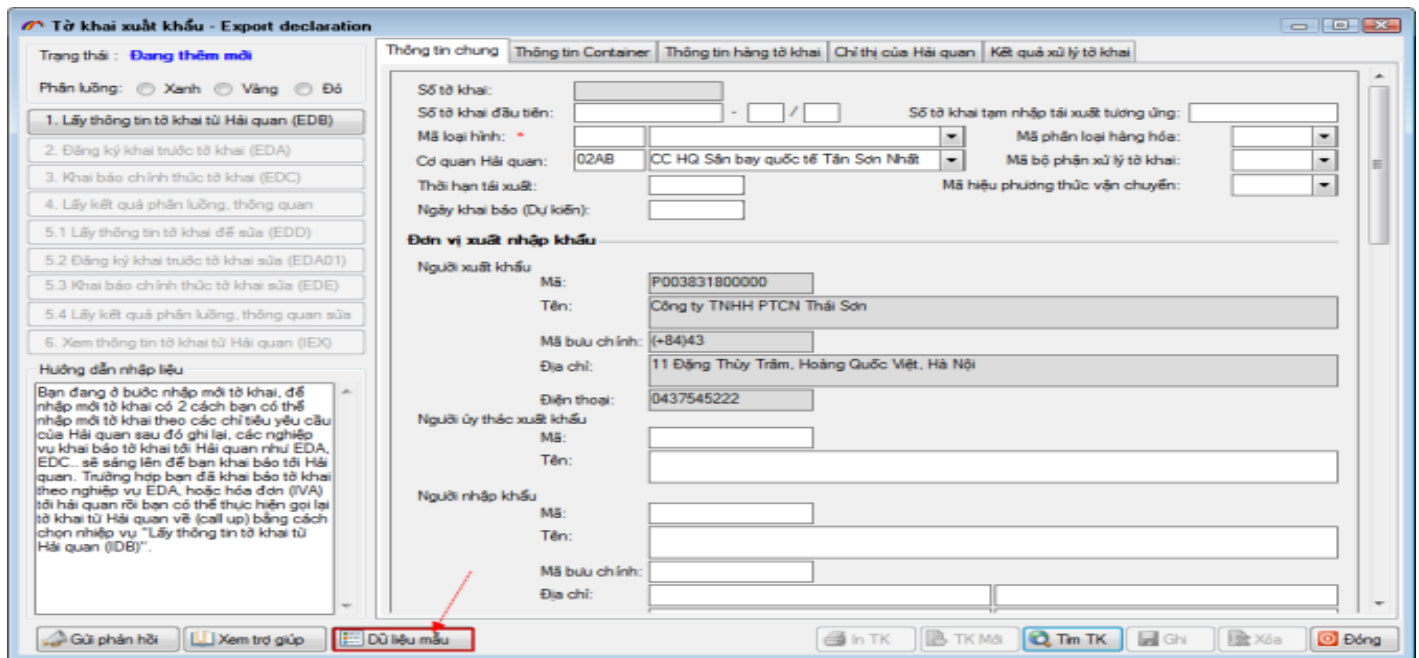 Tờ khai xuất khẩu - Export declaration
Trạng thái : Đang thêm mới
Phân luồng: Xanh Vàng Đỏ
1. Lấy thông tin tờ khai từ Hải quan (EDB)
2. Đăng ký khai trước tờ khai (EDA)
3. Khai báo chính thức tờ khai (EDC)
4. Lấy kết quả phân luồng, thông quan
5.1 Lấy thông tin tờ khai để sửa (EDD)
5.2 Đăng ký khai trước tờ khai sửa (EDA01)
5.3 Khai báo chính thức tờ khai sửa (EDE)
5.4 Lấy kết quả phân luồng, thông quan sửa
6. Xem thông tin tờ khai từ Hải quan (IEX)
Hướng dẫn nhập liệu
Bạn đang ở bước nhập mới tờ khai, để
nhập mới tờ khai có 2 cách bạn có thể
nhập mới tờ khai theo các chỉ tiêu yêu cầu
của Hải quan sau đó ghi lại, các nghiệp
vụ khai báo tờ khai tới Hải quan như EDA,
EDC.. sẽ sáng lên để bạn khai báo tới Hải
quan. Trường hợp bạn đã khai báo tờ khai
theo nghiệp vụ EDA, hoặc hóa đơn (IVA)
tới hải quan rồi bạn có thể thực hiện gọi lại
tờ khai từ Hải quan về (call up) bằng cách
chọn nhiệp vụ "Lấy thông tin tờ khai từ
Hải quan (IDB)".
Thông tin chung Thông tin Container Thông tin hàng tờ khai Chỉ thị của Hải quan Kết quả xử lý tờ khai
Số tờ khai:
Số tờ khai đầu tiên: - / Số tờ khai tạm nhập tái xuất tương ứng:
Mã loại hình: * Mã phân loại hàng hóa:
Cơ quan Hải quan: 02AB CC HQ Sân bay quốc tế Tân Sơn Nhất Mã bộ phận xử lý tờ khai:
Thời hạn tái xuất: Mã hiệu phương thức vận chuyển:
Ngày khai báo (Dự kiến):
Đơn vị xuất nhập khẩu
Người xuất khẩu
Mã: P003831800000
Tên: Công ty TNHH PTCN Thái Sơn
Mã bưu chính: (+84)43
Địa chỉ: 11 Đặng Thùy Trâm, Hoàng Quốc Việt, Hà Nội
Điện thoại: 0437545222
Người ủy thác xuất khẩu
Mã:
Tên:
Người nhập khẩu
Mã:
Tên:
Mã bưu chính:
Địa chỉ:
Gửi phản hồi Xem trợ giúp Dữ liệu mẫu In TK TK Mới Tìm TK Ghi Xóa Đóng